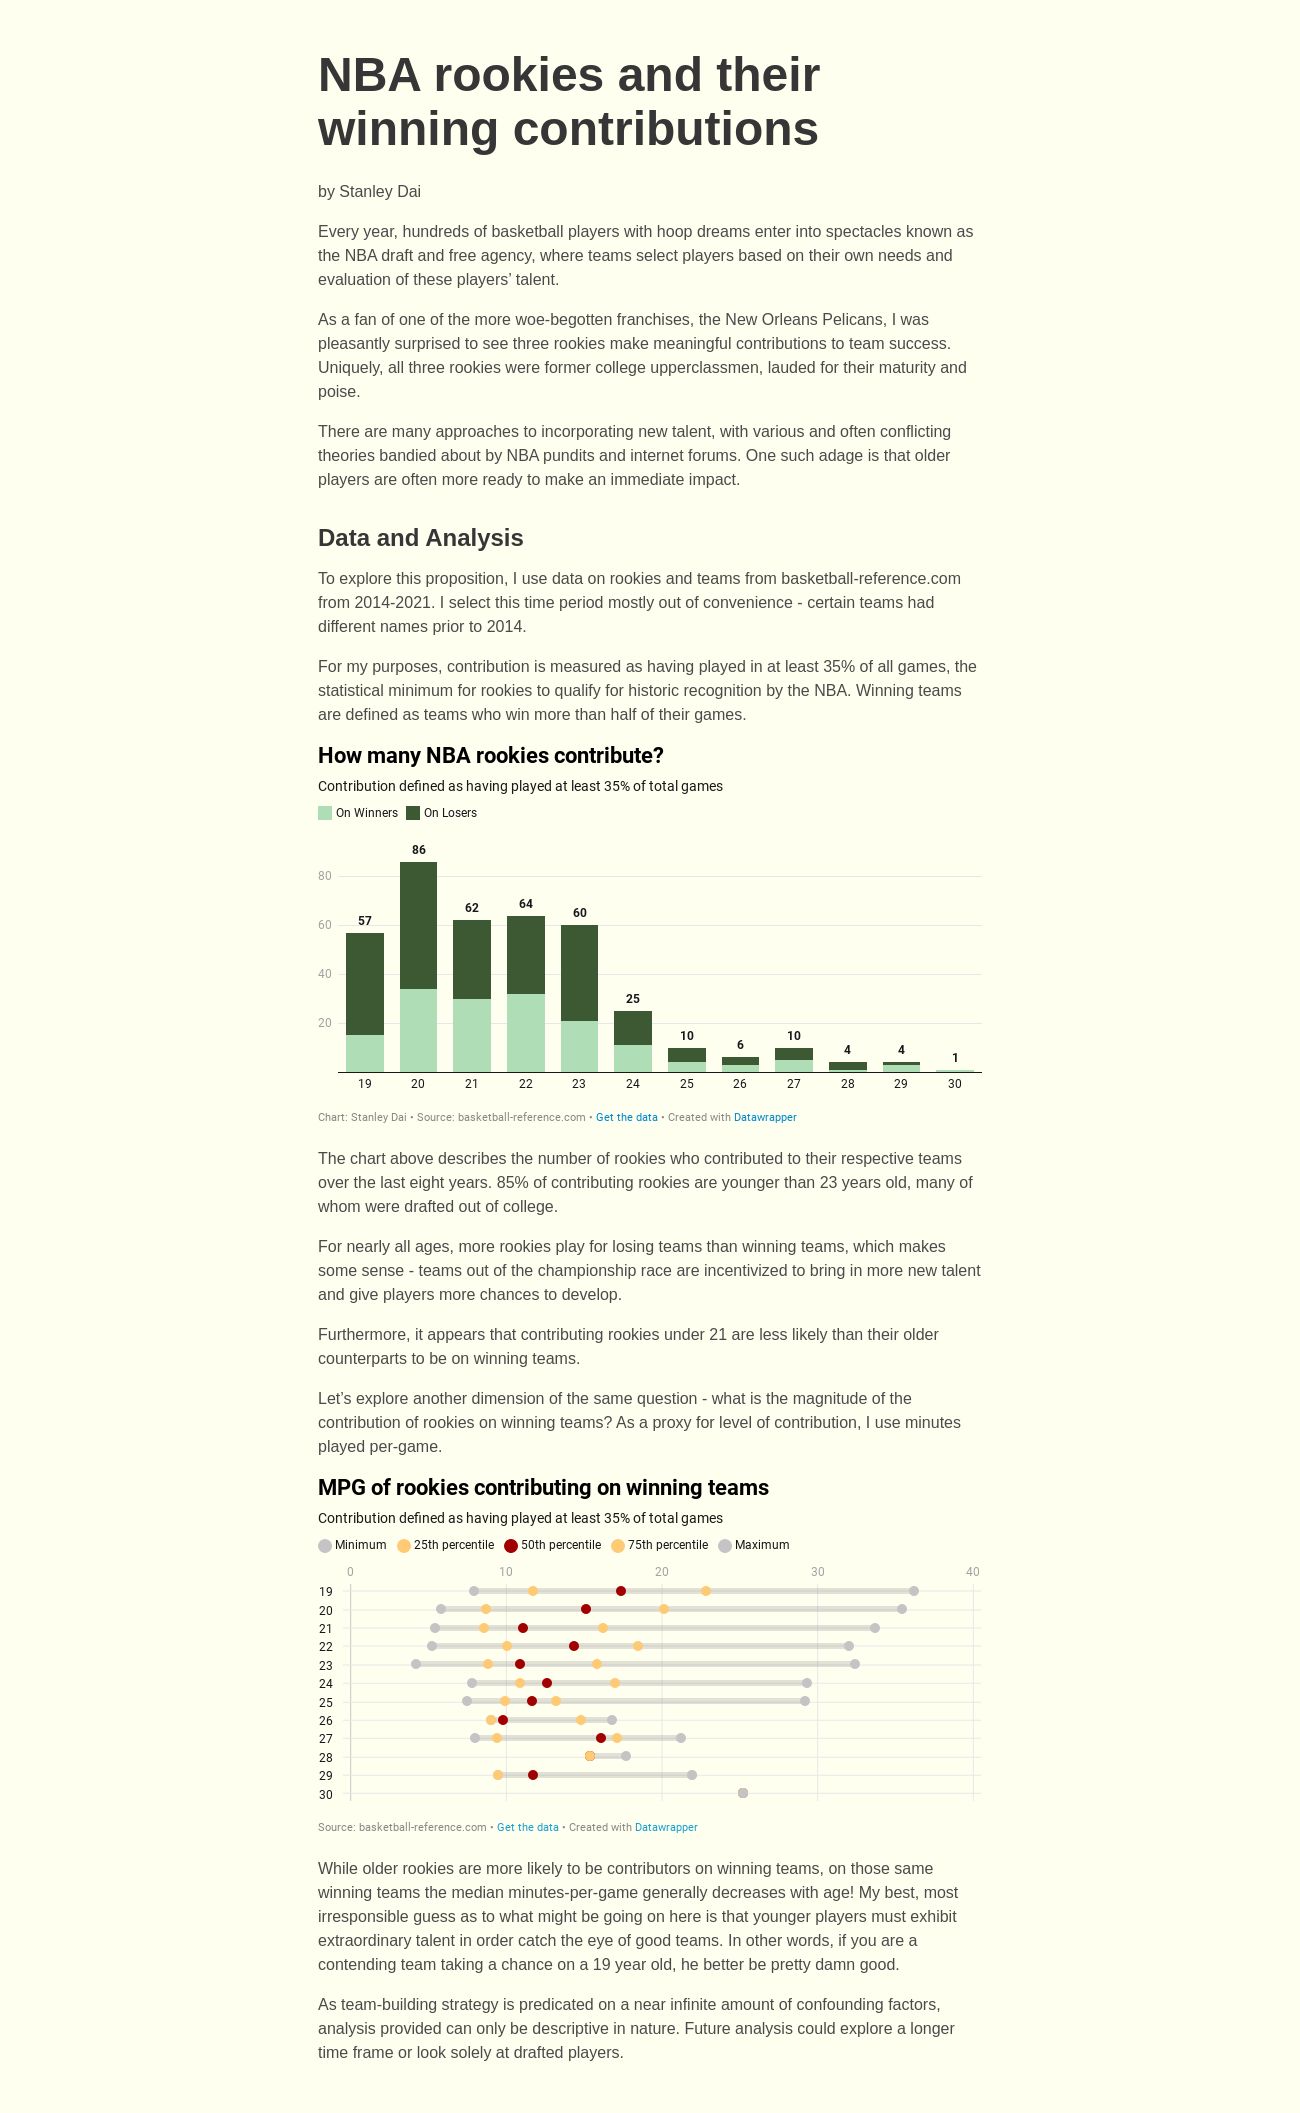 NBA rookies and their
winning contributions
by Stanley Dai
Every year, hundreds of basketball players with hoop dreams enter into spectacles known as
the NBA draft and free agency, where teams select players based on their own needs and
evaluation of these players’ talent.
As a fan of one of the more woe-begotten franchises, the New Orleans Pelicans, I was
pleasantly surprised to see three rookies make meaningful contributions to team success.
Uniquely, all three rookies were former college upperclassmen, lauded for their maturity and
poise.
There are many approaches to incorporating new talent, with various and often conflicting
theories bandied about by NBA pundits and internet forums. One such adage is that older
players are often more ready to make an immediate impact.
Data and Analysis
To explore this proposition, I use data on rookies and teams from basketball-reference.com
from 2014-2021. I select this time period mostly out of convenience - certain teams had
different names prior to 2014.
For my purposes, contribution is measured as having played in at least 35% of all games, the
statistical minimum for rookies to qualify for historic recognition by the NBA. Winning teams
are defined as teams who win more than half of their games.
How many NBA rookies contribute?
Contribution defined as having played at least 35% of total games
On Winners On Losers
86
80
64
62
60
60
57
40
25
20
10
10
6
4
4
1
19 20 21 22 23 24 25 26 27 28 29 30
Chart: Stanley Dai • Source: basketball-reference.com • Get the data • Created with Datawrapper
The chart above describes the number of rookies who contributed to their respective teams
over the last eight years. 85% of contributing rookies are younger than 23 years old, many of
whom were drafted out of college.
For nearly all ages, more rookies play for losing teams than winning teams, which makes
some sense - teams out of the championship race are incentivized to bring in more new talent
and give players more chances to develop.
Furthermore, it appears that contributing rookies under 21 are less likely than their older
counterparts to be on winning teams.
Let’s explore another dimension of the same question - what is the magnitude of the
contribution of rookies on winning teams? As a proxy for level of contribution, I use minutes
played per-game.
MPG of rookies contributing on winning teams
Contribution defined as having played at least 35% of total games
Minimum 25th percentile 50th percentile 75th percentile Maximum
0 10 20 30 40
19
20
21
22
23
24
25
26
27
28
29
30
Source: basketball-reference.com • Get the data • Created with Datawrapper
While older rookies are more likely to be contributors on winning teams, on those same
winning teams the median minutes-per-game generally decreases with age! My best, most
irresponsible guess as to what might be going on here is that younger players must exhibit
extraordinary talent in order catch the eye of good teams. In other words, if you are a
contending team taking a chance on a 19 year old, he better be pretty damn good.
As team-building strategy is predicated on a near infinite amount of confounding factors,
analysis provided can only be descriptive in nature. Future analysis could explore a longer
time frame or look solely at drafted players.